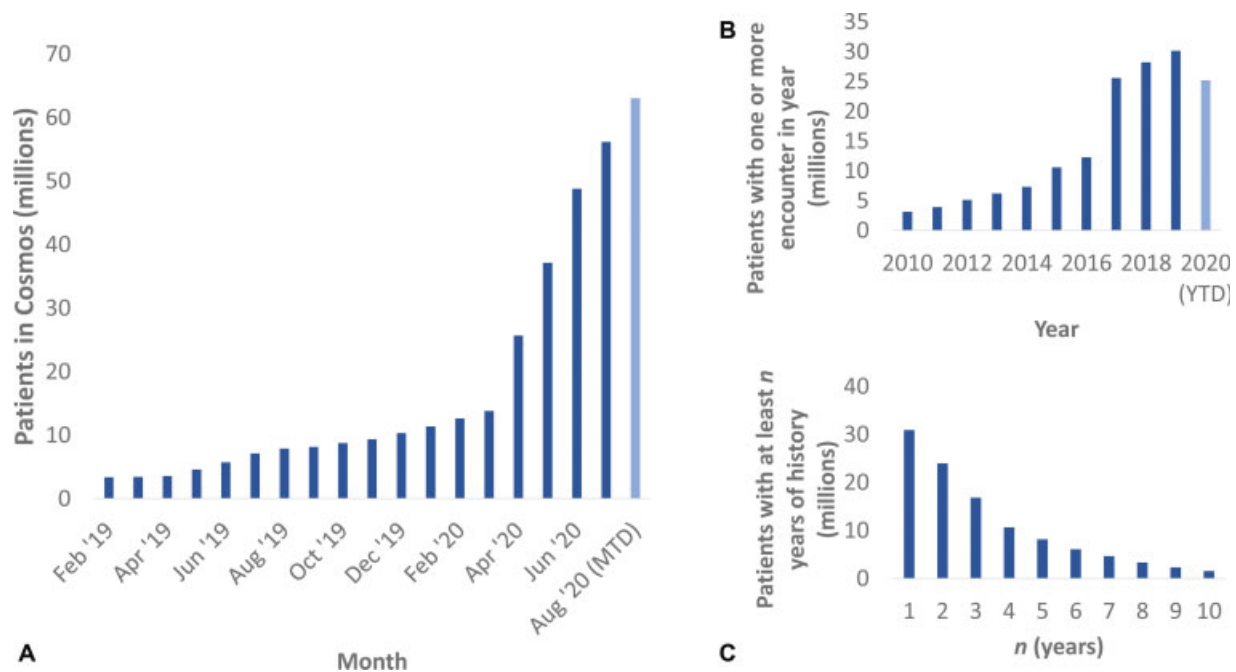 70
60
50
40
30
20
10
0
Patients in Cosmos (millions)
Feb '19
Apr '19
Jun '19
Aug '19
Oct '19
Dec '19
Feb '20
Apr '20
Jun '20
Aug '20 (MTD)
Month
A
B
Patients with one or more
encounter in year
(millions)
35
30
25
20
15
10
5
0
2010 2012 2014 2016 2018 2020
(YTD)
Year
Patients with at least n
years of history
(millions)
40
30
20
10
0
1 2 3 4 5 6 7 8 9 10
n (years)
C